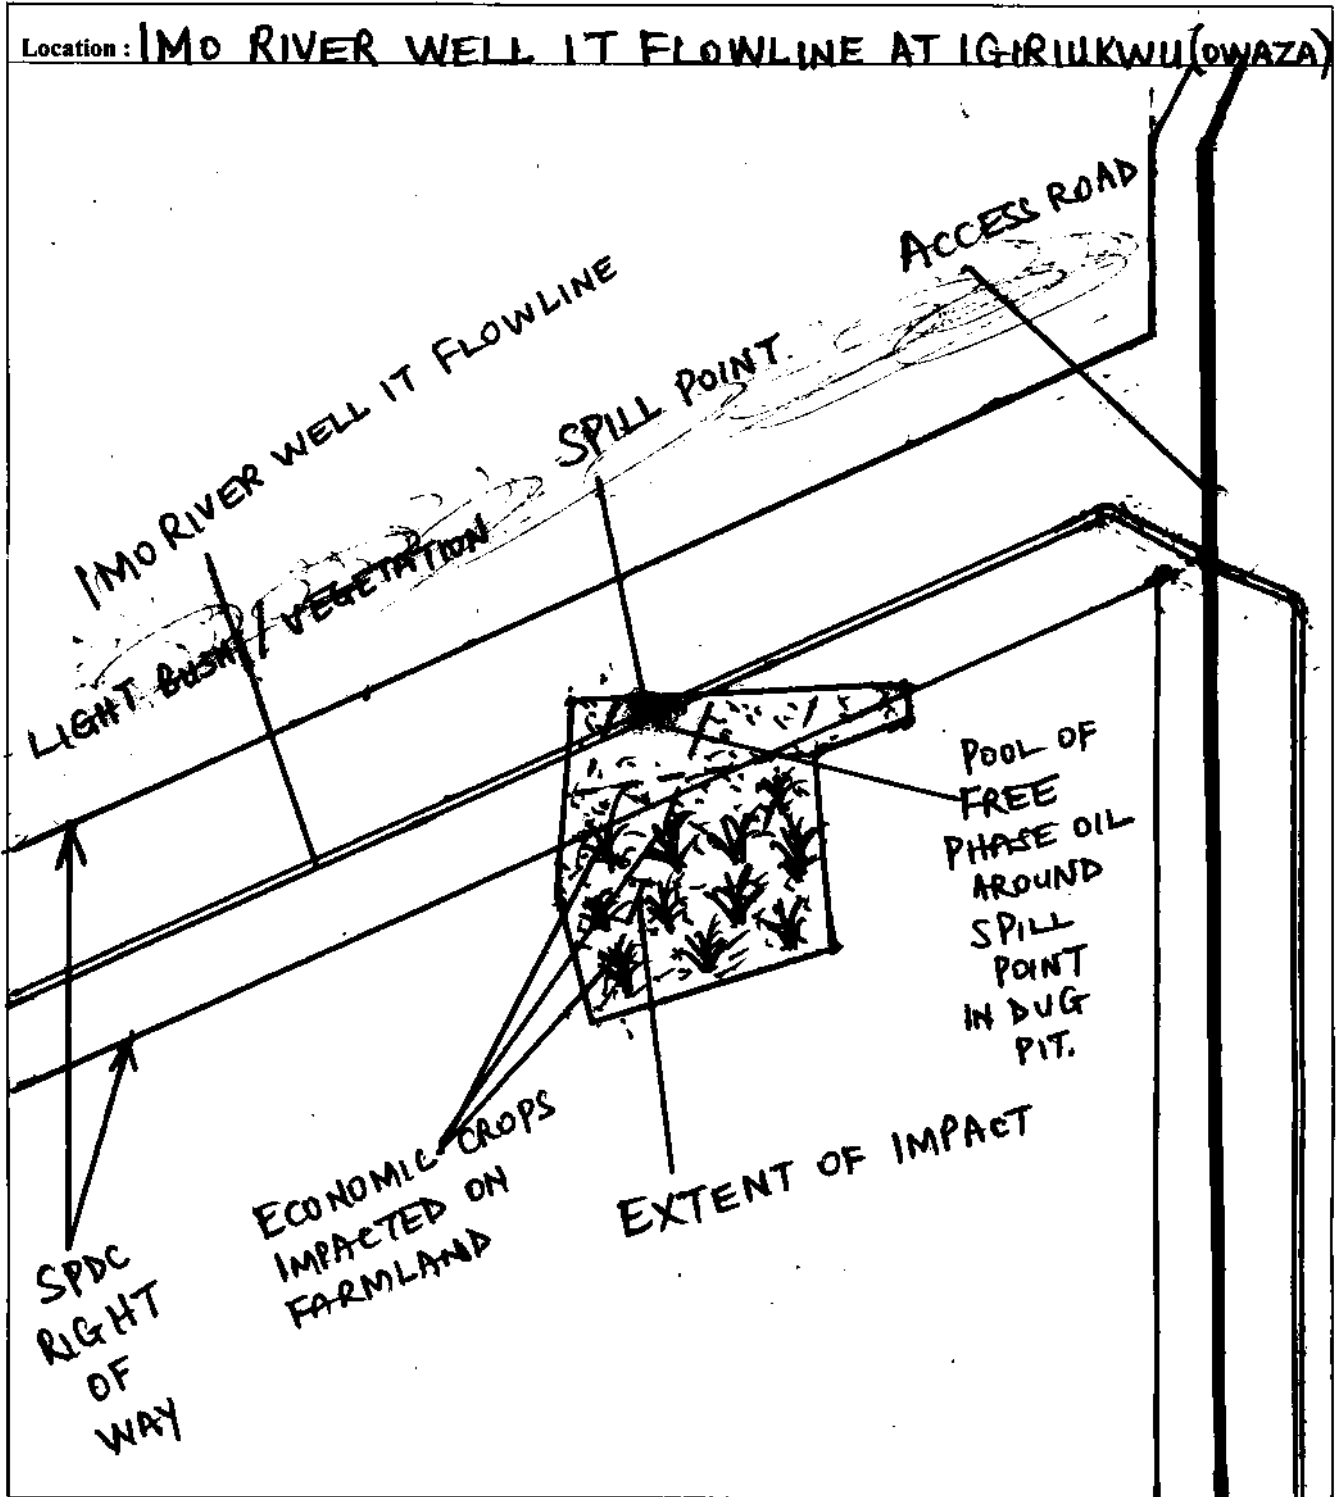 Location : IMO RIVER WELL IT FLOWLINE AT IGIRIUKWU (OWAZA)
ACCESS ROAD
IMO RIVER WELL IT FLOWLINE
SPILL POINT.
LIGHT BUSH / VEGETATION
POOL OF
FREE
PHASE OIL
AROUND
SPILL
POINT
IN DUG
PIT.
ECONOMIC CROPS
IMPACTED ON
FARMLAND
EXTENT OF IMPACT
SPDC
RIGHT
OF
WAY